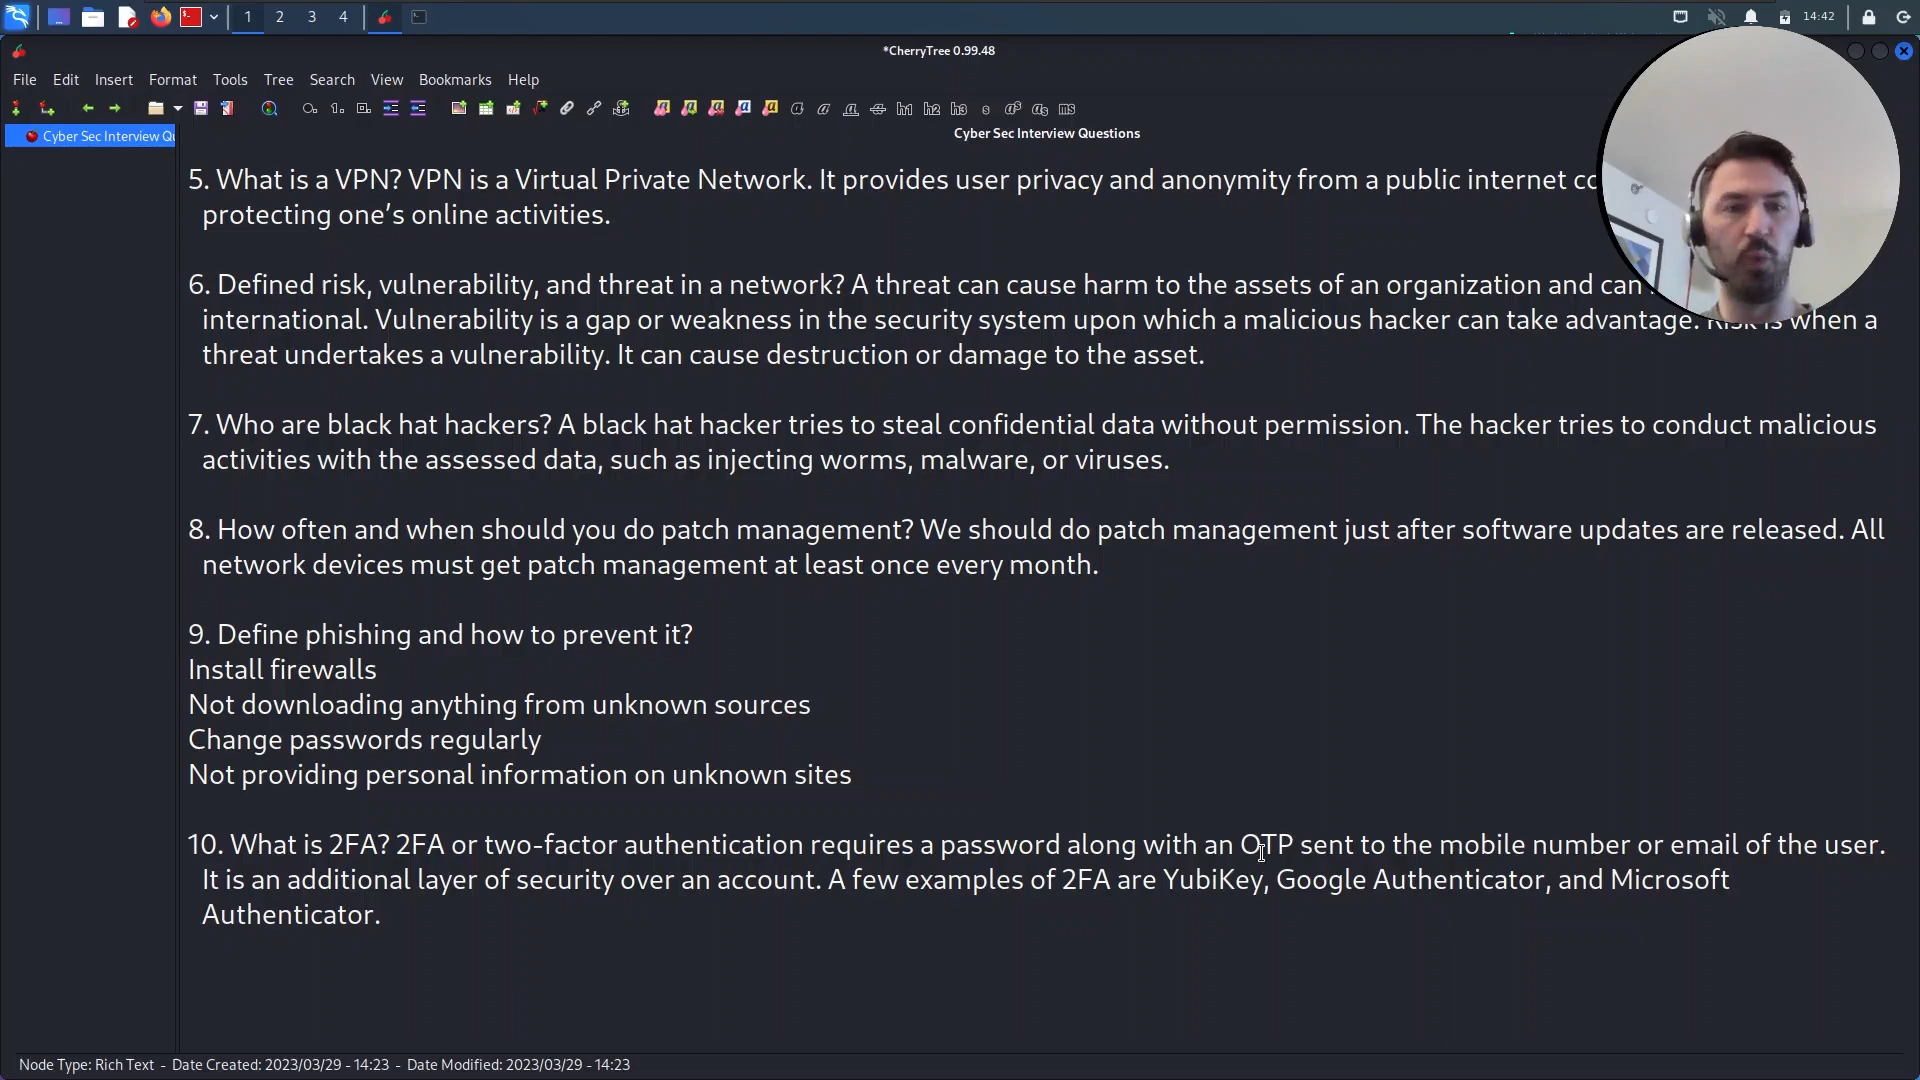 1 2 3 4 14:42
*CherryTree 0.99.48
File Edit Insert Format Tools Tree Search View Bookmarks Help
Cyber Sec Interview Qu
Cyber Sec Interview Questions
5. What is a VPN? VPN is a Virtual Private Network. It provides user privacy and anonymity from a public internet co
protecting one’s online activities.
6. Defined risk, vulnerability, and threat in a network? A threat can cause harm to the assets of an organization and can
international. Vulnerability is a gap or weakness in the security system upon which a malicious hacker can take advantage. Risk is when a
threat undertakes a vulnerability. It can cause destruction or damage to the asset.
7. Who are black hat hackers? A black hat hacker tries to steal confidential data without permission. The hacker tries to conduct malicious
activities with the assessed data, such as injecting worms, malware, or viruses.
8. How often and when should you do patch management? We should do patch management just after software updates are released. All
network devices must get patch management at least once every month.
9. Define phishing and how to prevent it?
Install firewalls
Not downloading anything from unknown sources
Change passwords regularly
Not providing personal information on unknown sites
10. What is 2FA? 2FA or two-factor authentication requires a password along with an OTP sent to the mobile number or email of the user.
It is an additional layer of security over an account. A few examples of 2FA are YubiKey, Google Authenticator, and Microsoft
Authenticator.
Node Type: Rich Text - Date Created: 2023/03/29 - 14:23 - Date Modified: 2023/03/29 - 14:23